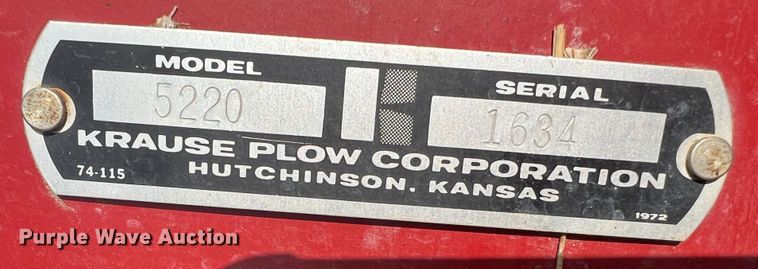 MODEL
SERIAL
5220
1634
KRAUSE PLOW CORPORATION
74-115
HUTCHINSON, KANSAS
1972
Purple Wave Auction